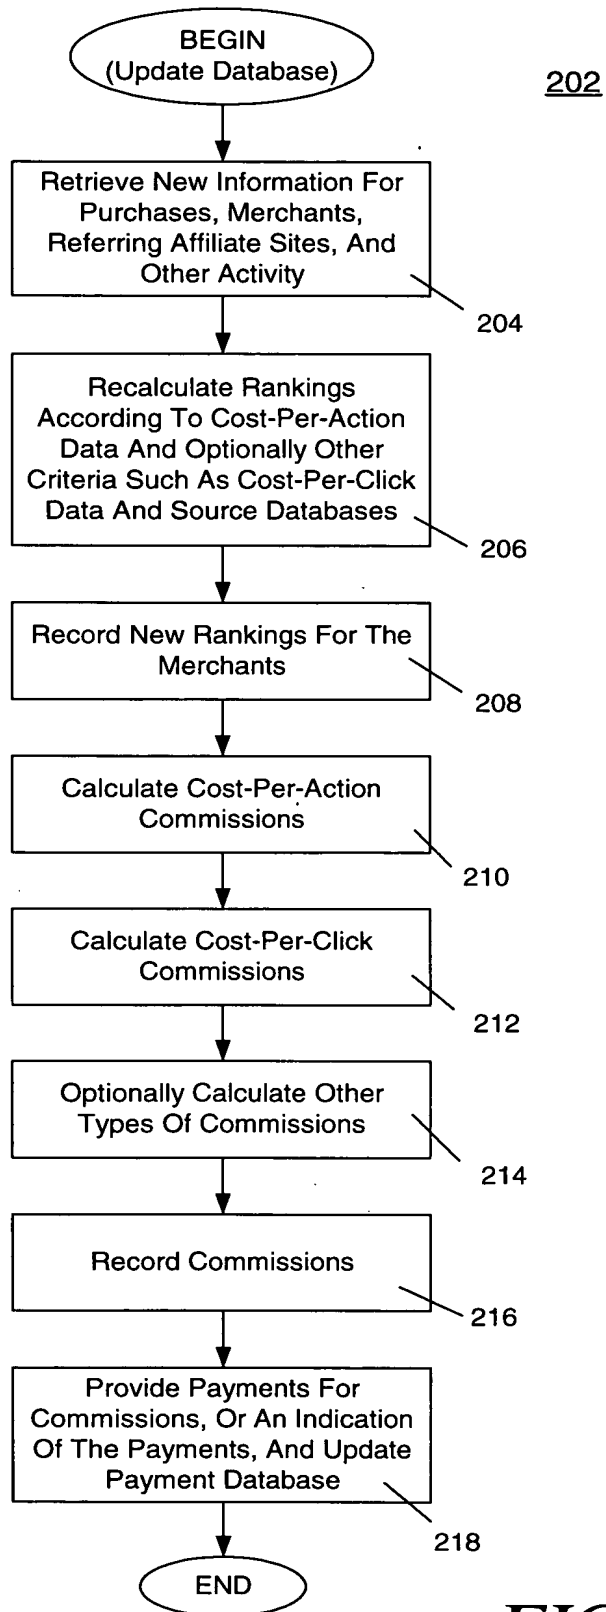 BEGIN
(Update Database)
202
Retrieve New Information For
Purchases, Merchants,
Referring Affiliate Sites, And
Other Activity
204
Recalculate Rankings
According To Cost-Per-Action
Data And Optionally Other
Criteria Such As Cost-Per-Click
Data And Source Databases
206
Record New Rankings For The
Merchants
208
Calculate Cost-Per-Action
Commissions
210
Calculate Cost-Per-Click
Commissions
212
Optionally Calculate Other
Types Of Commissions
214
Record Commissions
216
Provide Payments For
Commissions, Or An Indication
Of The Payments, And Update
Payment Database
218
END